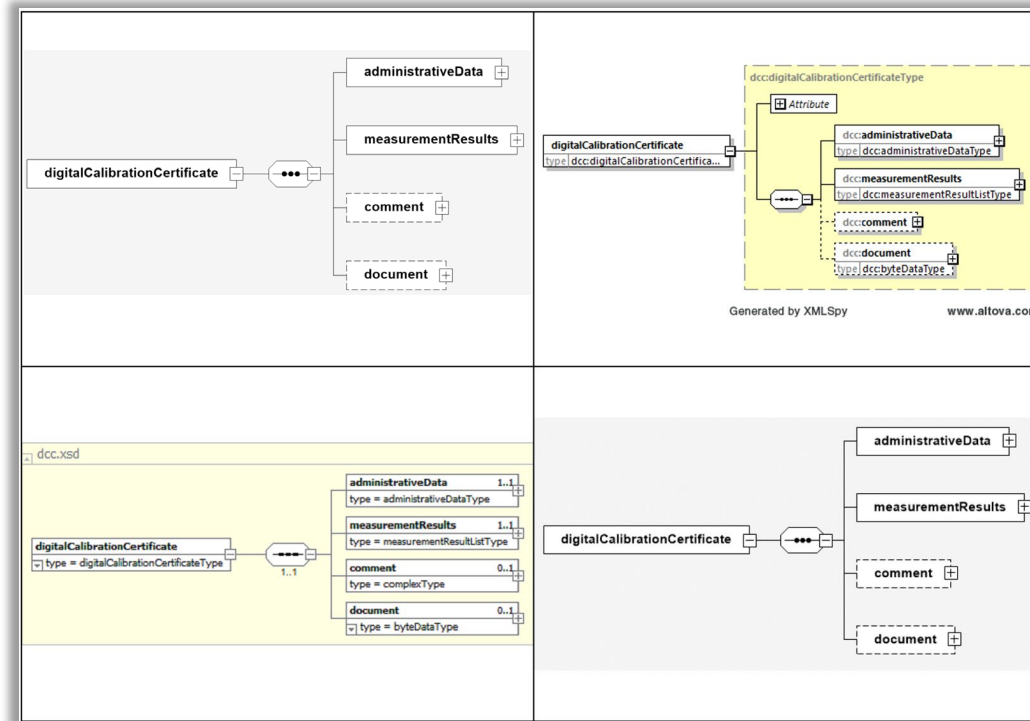 administrativeData
measurementResults
digitalCalibrationCertificate
comment
document
dcc:digitalCalibrationCertificateType
Attribute
digitalCalibrationCertificate
type dcc:digitalCalibrationCertifica...
dcc:administrativeData
type dcc:administrativeDataType
dcc:measurementResults
type dcc:measurementResultListType
dcc:comment
dcc:document
type dcc:byteDataType
Generated by XMLSpy
www.altova.co
dcc.xsd
administrativeData 1..1
type = administrativeDataType
measurementResults 1..1
type = measurementResultListType
digitalCalibrationCertificate
type = digitalCalibrationCertificateType
1..1
comment 0..1
type = complexType
document 0..1
type = byteDataType
administrativeData
measurementResults
digitalCalibrationCertificate
comment
document